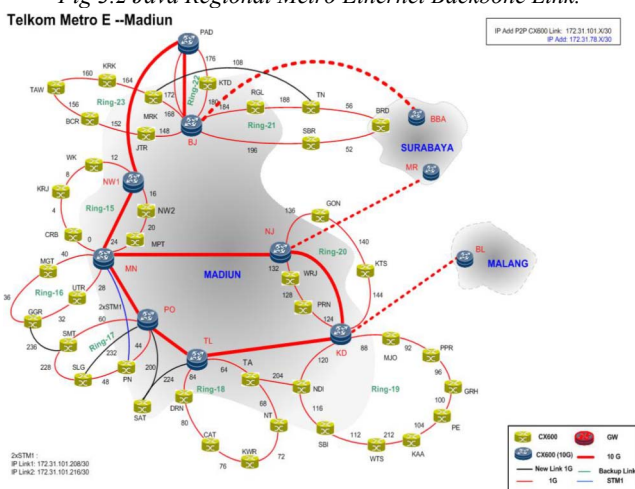 Fig 3.2 Java Regional Metro Ethernet Backbone Link.
Telkom Metro E --Madiun
IP Add P2P CX600 Link: 172.31.101.X/30
IP Add: 172.31.78.X/30
PAD
KRK
160
164
176
KTD
108
TAW
Ring-23
172
Ring-22
180
184
RGL
188
TN
56
BRD
MRK
168
156
BCR
152
148
JTR
BJ
Ring-21
196
SBR
52
BBA
SURABAYA
MR
WK
12
8
NW1
16
KRJ
Ring-15
NW2
4
20
CRB
0
24
MPT
GON
136
NJ
Ring-20
140
BL
MALANG
MGT
40
MN
MADIUN
132
WRJ
KTS
36
Ring-16
UTR
28
128
PRN
144
32
2xSTM1
GGR
60
PO
124
KD
236
SMT
Ring-17
44
TL
88
MJO
92
PPR
228
232
200
TA
120
96
SLG
48
PN
224
84
64
204
NDI
Ring-19
GRH
Ring-18
SAT
DRN
68
116
100
80
NT
PE
CAT
72
SBI
112
212
104
76
KWR
WTS
KAA
2xSTM1 :
IP Link1: 172.31.101.208/30
IP Link2: 172.31.101.216/30
CX600
GW
CX600 (10G)
10 G
New Link 1G
Backup Link
1G
STM1